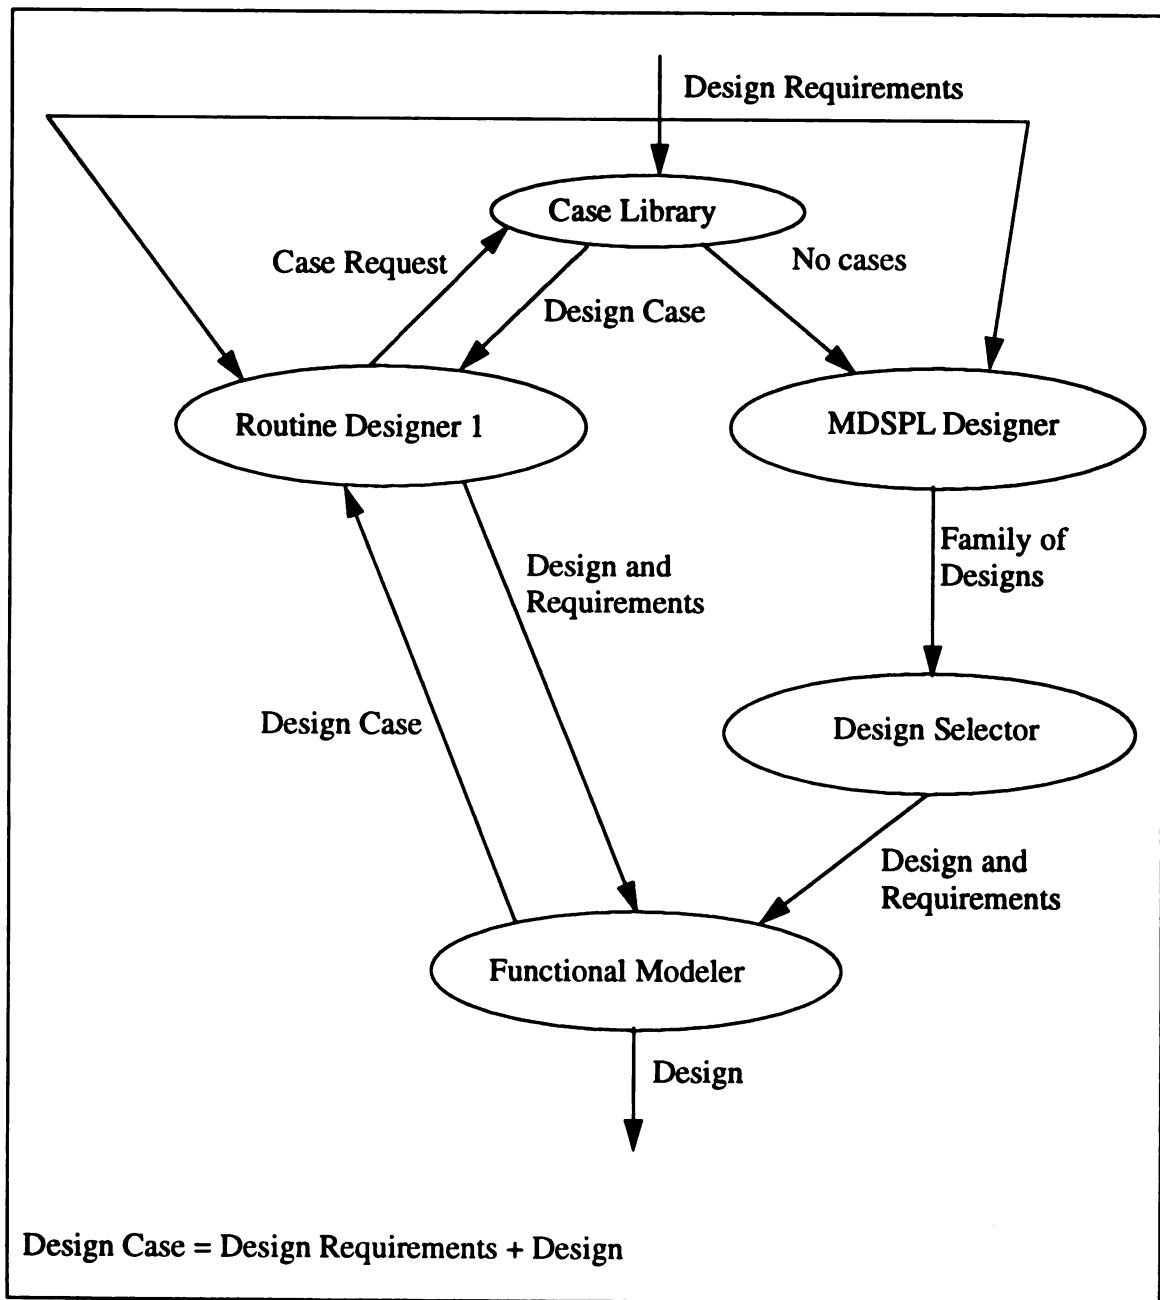 Design Requirements
Case Library
Case Request
No cases
Design Case
Routine Designer 1
MDSPL Designer
Family of
Designs
Design and
Requirements
Design Case
Design Selector
Design and
Requirements
Functional Modeler
Design
Design Case = Design Requirements + Design